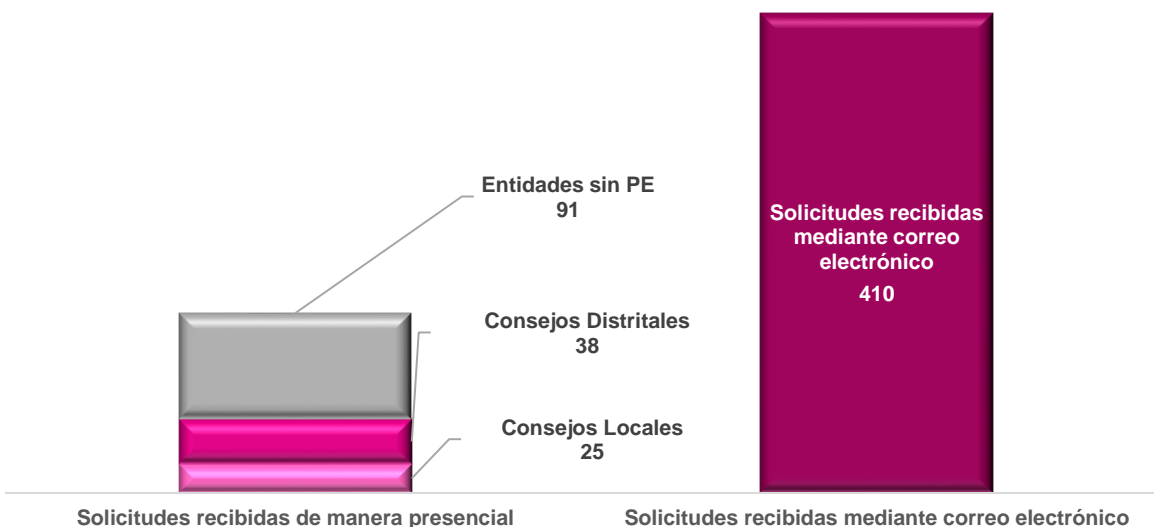 Entidades sin PE
91
Consejos Distritales
38
Consejos Locales
25
Solicitudes recibidas
mediante correo
electrónico
410
Solicitudes recibidas de manera presencial
Solicitudes recibidas mediante correo electrónico